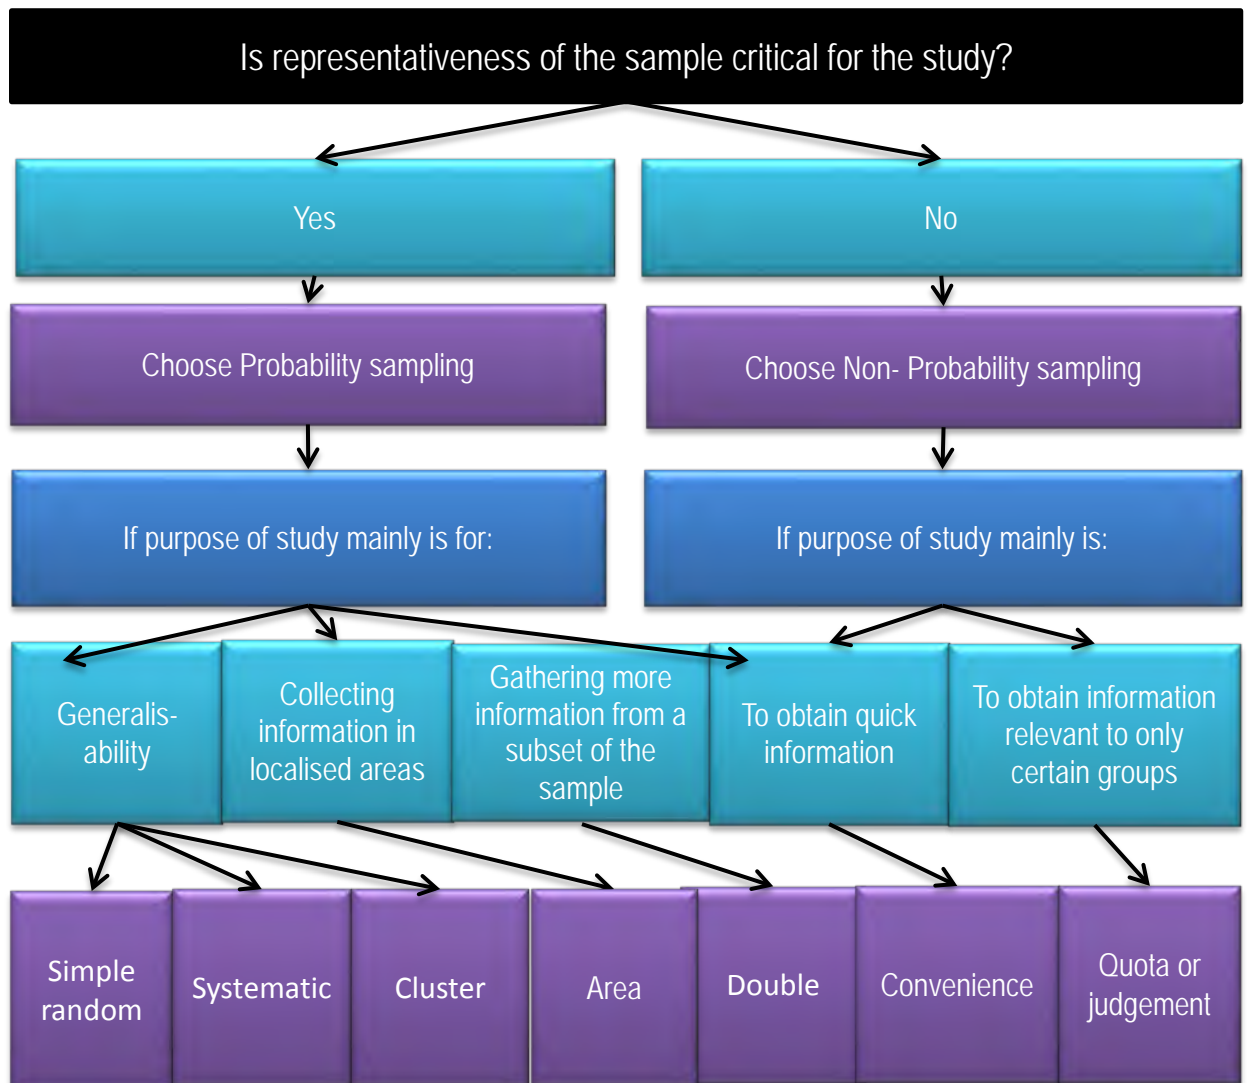 Is representativeness of the sample critical for the study?
Yes
No
Choose Probability sampling
Choose Non- Probability sampling
If purpose of study mainly is for:
If purpose of study mainly is:
Generalis-
ability
Collecting
information in
localised areas
Gathering more
information from a
subset of the
sample
To obtain quick
information
To obtain information
relevant to only
certain groups
Simple
random
Systematic
Cluster
Area
Double
Convenience
Quota or
judgement